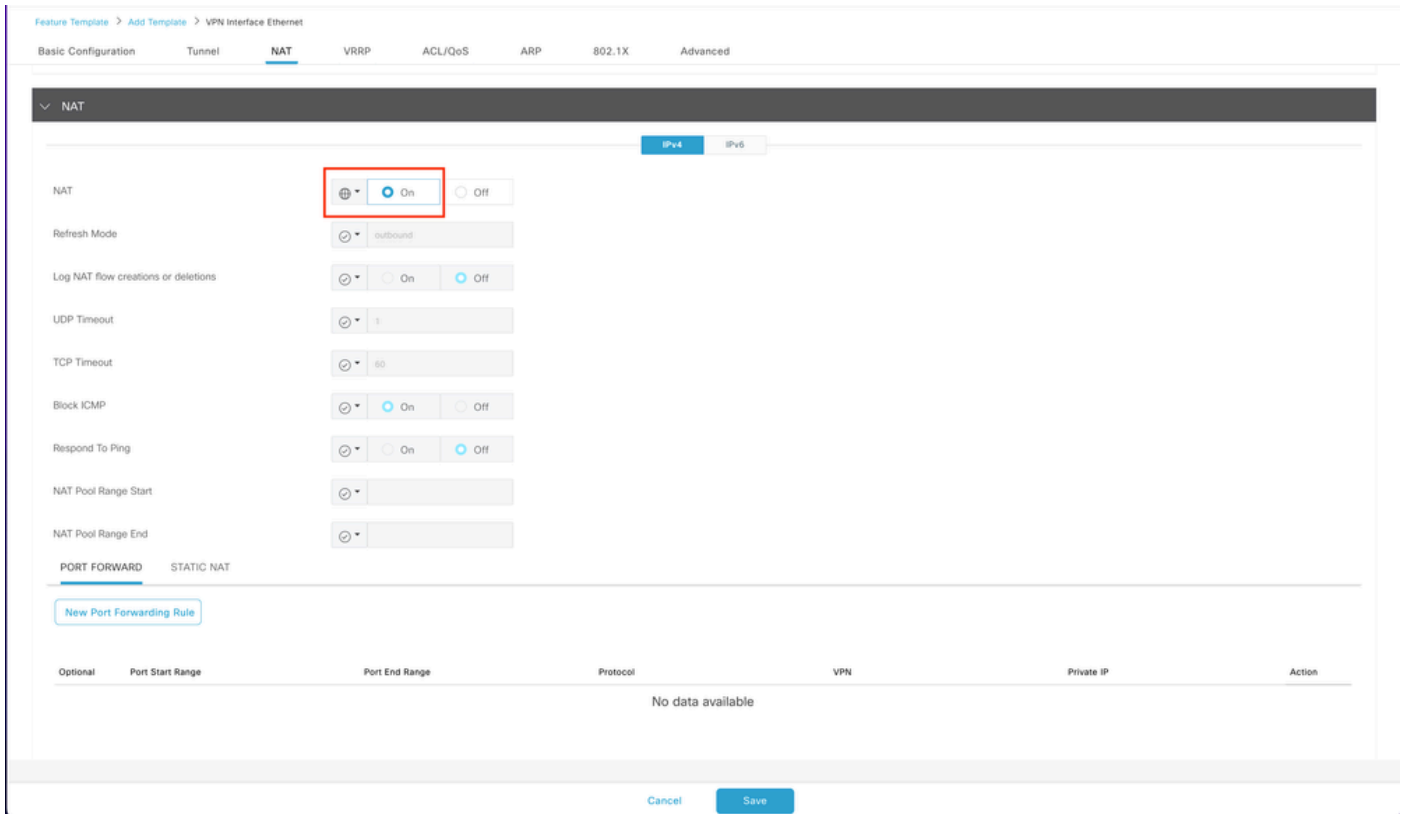 Feature Template > Add Template > VPN Interface Ethernet
Basic Configuration Tunnel NAT VRRP ACL/QoS ARP 802.1X Advanced
NAT
IPv4 IPv6
NAT On Off
Refresh Mode outbound
Log NAT flow creations or deletions On Off
UDP Timeout 1
TCP Timeout 60
Block ICMP On Off
Respond To Ping On Off
NAT Pool Range Start
NAT Pool Range End
PORT FORWARD STATIC NAT
New Port Forwarding Rule
Optional Port Start Range Port End Range Protocol VPN Private IP Action
No data available
Cancel Save